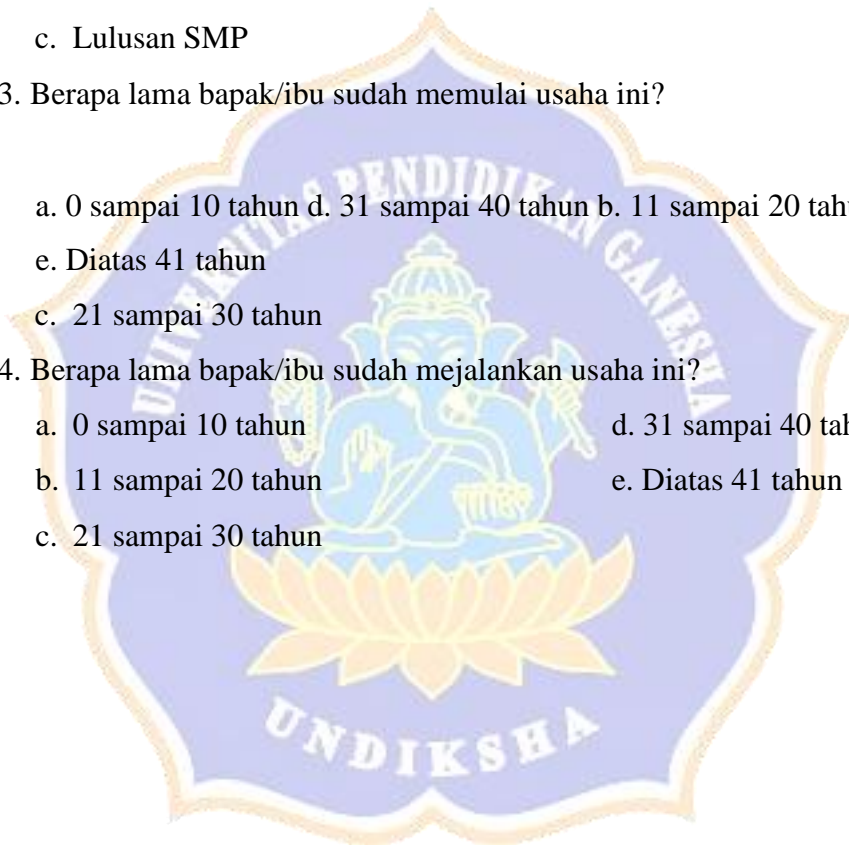 c. Lulusan SMP
3. Berapa lama bapak/ibu sudah memulai usaha ini?
a. 0 sampai 10 tahun d. 31 sampai 40 tahun b. 11 sampai 20
e. Diatas 41 tahun
c. 21 sampai 30 tahun
4. Berapa lama bapak/ibu sudah mejalankan usaha ini?
a. 0 sampai 10 tahun d. 31 sampai 40
b. 11 sampai 20 tahun e. Diatas 41 tahun
c. 21 sampai 30 tahun
UNIVERSITAS PENDIDIKAN GANESHA
UNDIKSHA